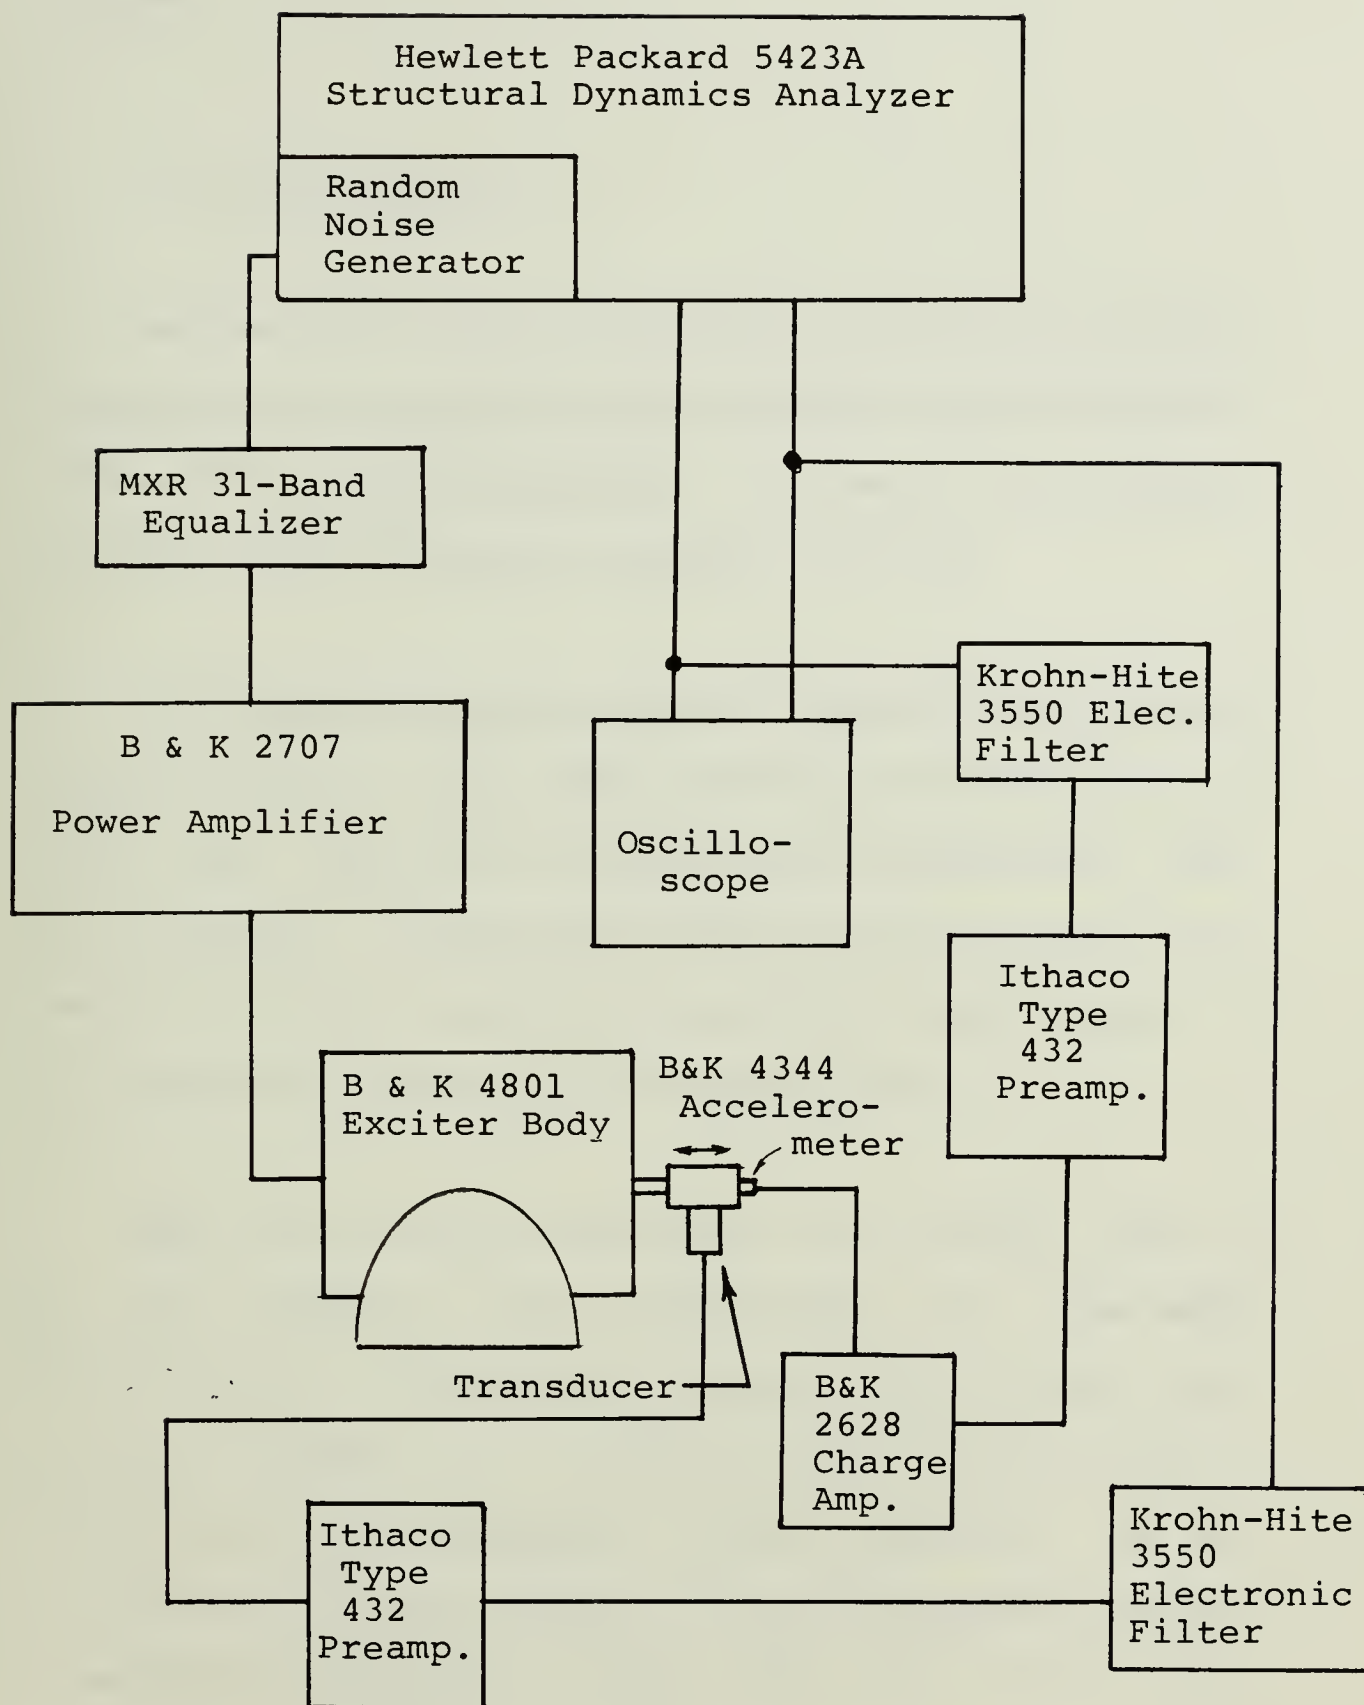 Hewlett Packard 5423A
Structural Dynamics Analyzer
Random
Noise
Generator
MXR 31-Band
Equalizer
Krohn-Hite
3550 Elec.
Filter
B & K 2707
Power Amplifier
Oscillo-
scope
Ithaco
Type
432
Preamp.
B & K 4801
Exciter Body
B&K 4344
Accelero-
meter
Transducer
B&K
2628
Charge
Amp.
Ithaco
Type
432
Preamp.
Krohn-Hite
3550
Electronic
Filter